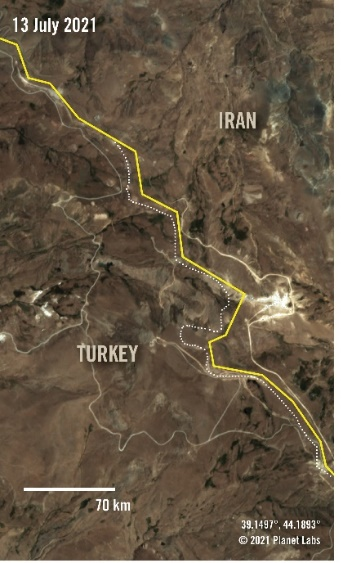 13 July 2021
IRAN
TURKEY
70 km
39.1497°, 44.1893°
© 2021 Planet Labs